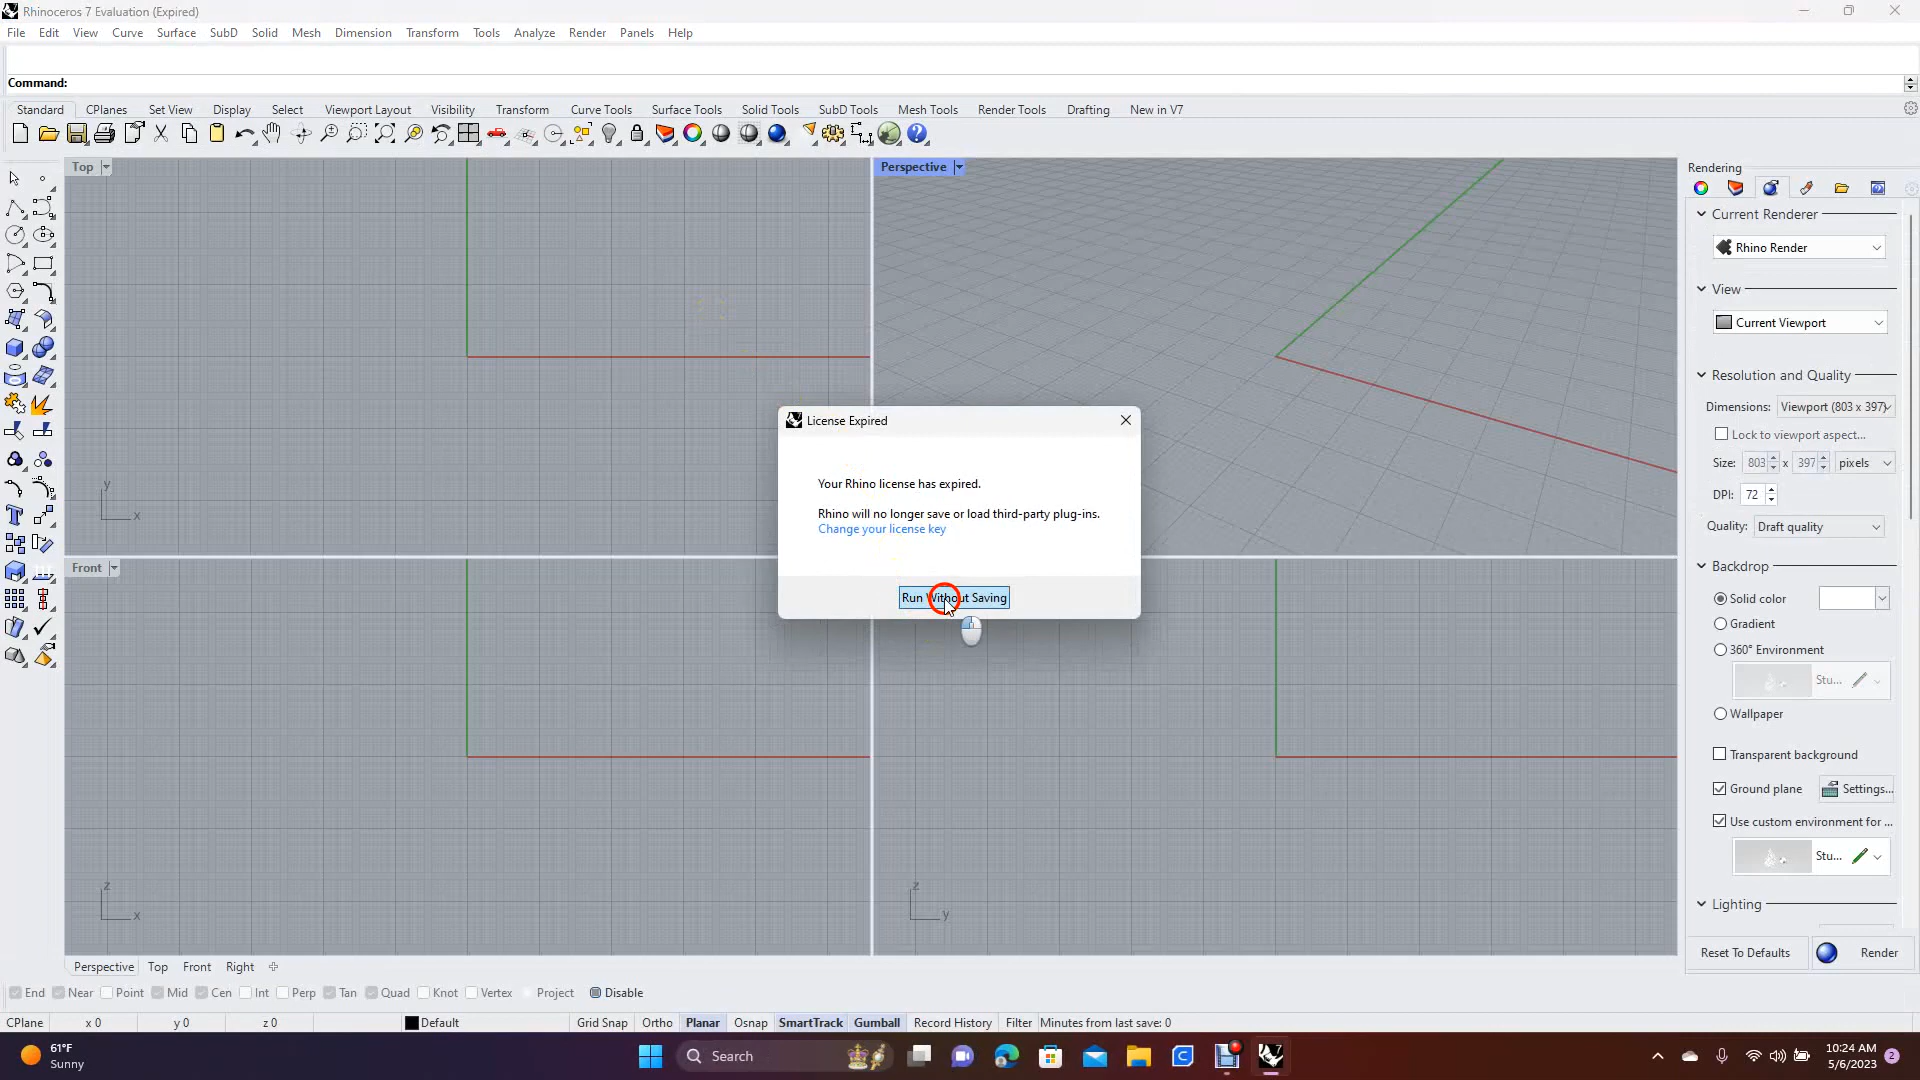 Rhinoceros 7 Evaluation (Expired)
File Edit View Curve Surface SubD Solid Mesh Dimension Transform Tools Analyze Render Panels Help
Command:
Standard CPlanes Set View Display Select Viewport Layout Visibility Transform Curve Tools Surface Tools Solid Tools SubD Tools Mesh Tools Render Tools Drafting New in V7
Top
Perspective
Rendering
Current Renderer
Rhino Render
View
Current Viewport
Resolution and Quality
Dimensions: Viewport (803 x 397)
Lock to viewport aspect...
Size: 803 x 397 pixels
DPI: 72
Quality: Draft quality
Backdrop
Solid color
Gradient
360° Environment
Stu...
Wallpaper
Transparent background
Ground plane Settings...
Use custom environment for ...
Stu...
Lighting
Reset To Defaults Render
License Expired
Your Rhino license has expired.
Rhino will no longer save or load third-party plug-ins.
Change your license key
Run Without Saving
y
x
Front
z
x
z
y
Perspective Top Front Right
End Near Point Mid Cen Int Perp Tan Quad Knot Vertex Project Disable
CPlane x 0 y 0 z 0 Default Grid Snap Ortho Planar Osnap SmartTrack Gumball Record History Filter Minutes from last save: 0
61°F
Sunny
Search
10:24 AM
5/6/2023
2